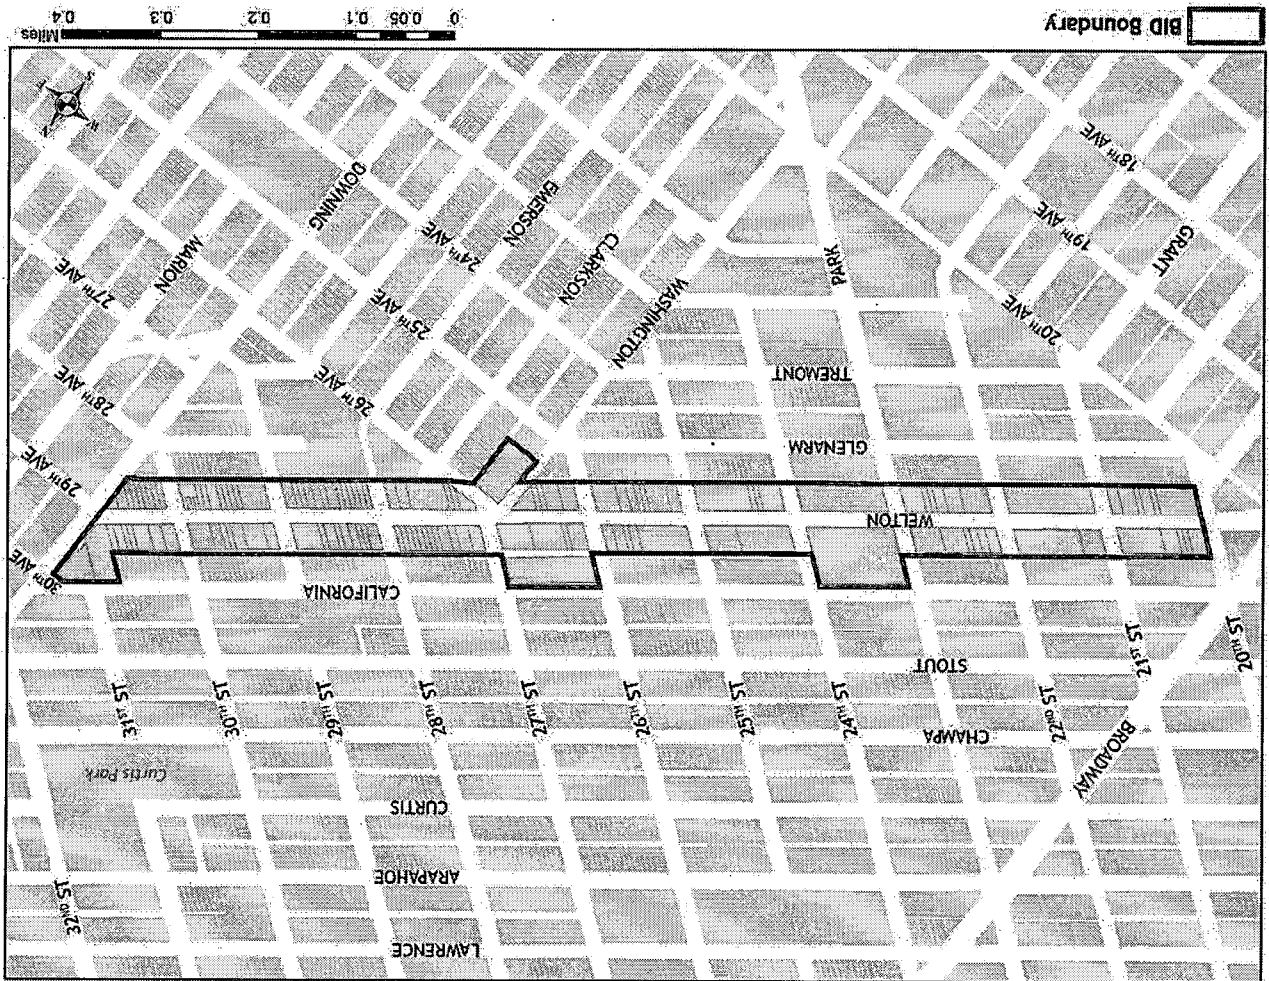 LAWRENCE
32ND ST
ARAPAHOE
CURTIS
Curtis Park
BROADWAY
CHAMPA
20TH ST
21ST ST
22ND ST
24TH ST
25TH ST
26TH ST
27TH ST
28TH ST
29TH ST
30TH ST
31ST ST
STOUT
CALIFORNIA
30TH AVE
WELTON
29TH AVE
GLENARM
28TH AVE
TREMONT
26TH AVE
WASHINGTON
20TH AVE
25TH AVE
27TH AVE
GRANT
PARK
CLARKSON
MARION
19TH AVE
24TH AVE
EMERSON
DOWNING
18TH AVE
N
E
S
W
BID Boundary
0 0.05 0.1 0.2 0.3 0.4
Miles